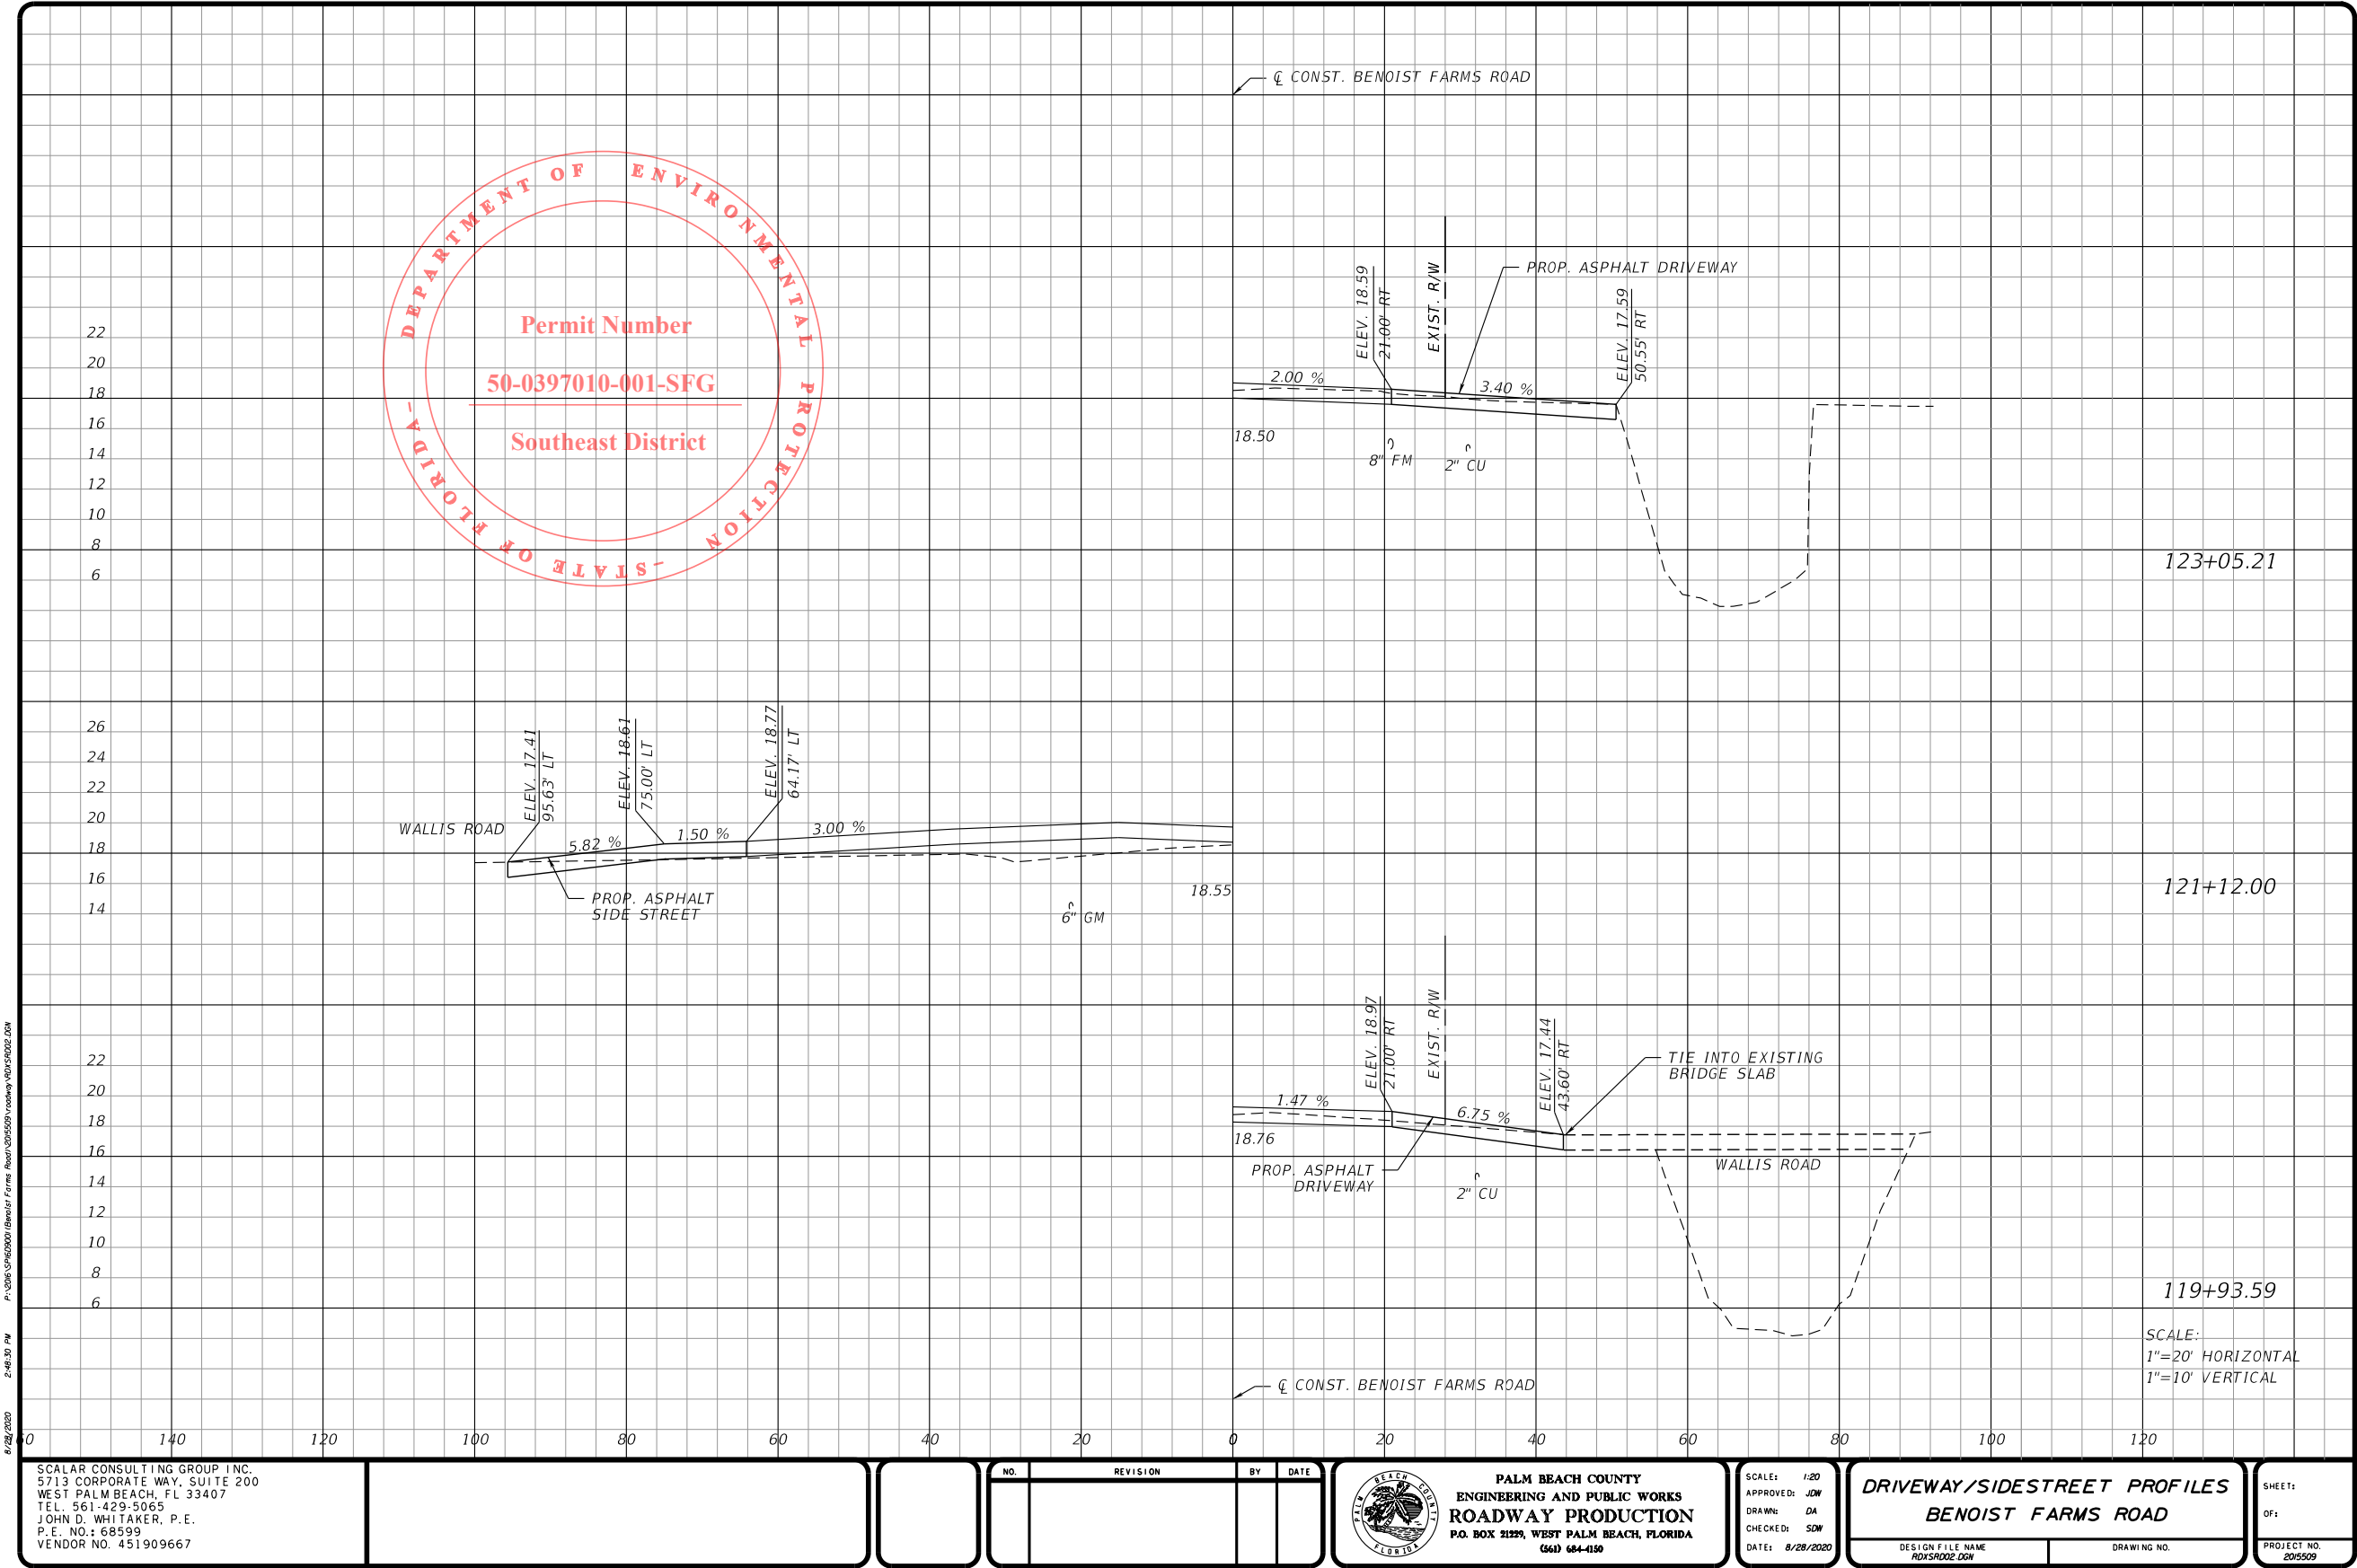 ℄ CONST. BENOIST FARMS ROAD
DEPARTMENT OF ENVIRONMENTAL PROTECTION
-STATE OF FLORIDA-
Permit Number
50-0397010-001-SFG
Southeast District
22
20
18
16
14
12
10
8
6
ELEV. 18.59
21.00' RT
EXIST. R/W
PROP. ASPHALT DRIVEWAY
ELEV. 17.59
50.55' RT
2.00 %
3.40 %
18.50
8" FM
2" CU
123+05.21
26
24
22
20
18
16
14
ELEV. 17.41
95.63' LT
ELEV. 18.61
75.00' LT
ELEV. 18.77
64.17' LT
WALLIS ROAD
5.82 %
1.50 %
3.00 %
PROP. ASPHALT
SIDE STREET
18.55
6" GM
121+12.00
22
20
18
16
14
12
10
8
6
ELEV. 18.97
21.00' RT
EXIST. R/W
ELEV. 17.44
43.60' RT
TIE INTO EXISTING
BRIDGE SLAB
1.47 %
6.75 %
18.76
PROP. ASPHALT
DRIVEWAY
2" CU
WALLIS ROAD
119+93.59
SCALE:
1"=20' HORIZONTAL
1"=10' VERTICAL
℄ CONST. BENOIST FARMS ROAD
140 120 100 80 60 40 20 0 20 40 60 80 100 120
8/28/2020 2:48:30 PM
SCALAR CONSULTING GROUP INC.
5713 CORPORATE WAY, SUITE 200
WEST PALM BEACH, FL 33407
TEL. 561-429-5065
JOHN D. WHITAKER, P.E.
P.E. NO.: 68599
VENDOR NO. 451909667
NO. REVISION BY DATE
PALM BEACH COUNTY
FLORIDA
PALM BEACH COUNTY
ENGINEERING AND PUBLIC WORKS
ROADWAY PRODUCTION
P.O. BOX 21229, WEST PALM BEACH, FLORIDA
(561) 684-4150
SCALE: 1:20
APPROVED: JDW
DRAWN: DA
CHECKED: SDW
DATE: 8/28/2020
DRIVEWAY/SIDESTREET PROFILES
BENOIST FARMS ROAD
DESIGN FILE NAME
RDXSRD02.DGN
DRAWING NO.
SHEET:
OF:
PROJECT NO.
2015509